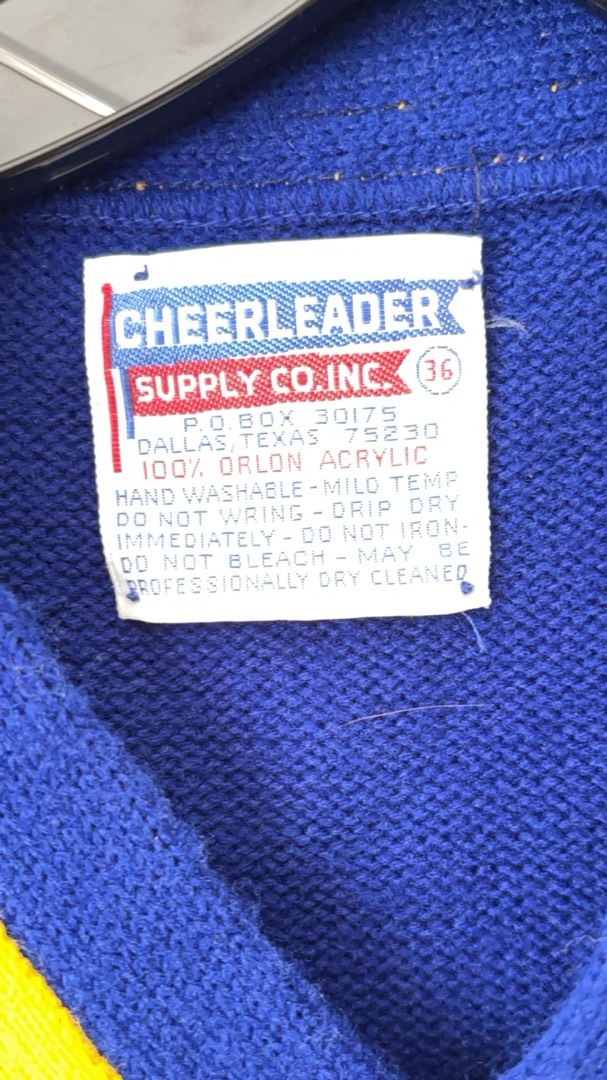 CHEERLEADER
SUPPLY CO. INC. 36
P.O. BOX 30175
DALLAS, TEXAS 75230
100% ORLON ACRYLIC
HAND WASHABLE - MILD TEMP
DO NOT WRING - DRIP DRY
IMMEDIATELY - DO NOT IRON-
DO NOT BLEACH - MAY BE
PROFESSIONALLY DRY CLEANED